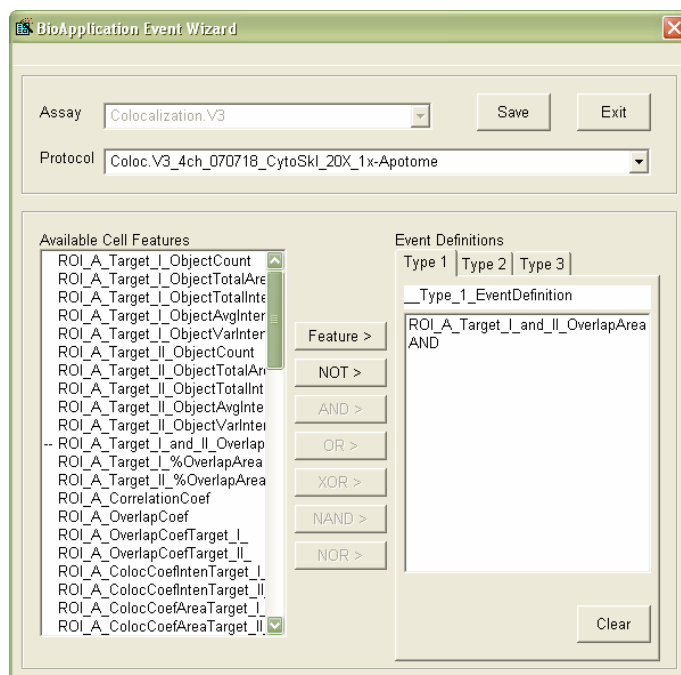 BioApplication Event Wizard
Assay
Colocalization.V3
Save
Exit
Protocol
Coloc.V3_4ch_070718_CytoSkl_20X_1x-Apotome
Available Cell Features
ROI_A_Target_I_ObjectCount
ROI_A_Target_I_ObjectTotalAre
ROI_A_Target_I_ObjectTotalInte
ROI_A_Target_I_ObjectAvgInter
ROI_A_Target_I_ObjectVarInter
ROI_A_Target_II_ObjectCount
ROI_A_Target_II_ObjectTotalAr
ROI_A_Target_II_ObjectTotalInt
ROI_A_Target_II_ObjectAvgInte
ROI_A_Target_II_ObjectVarInter
-- ROI_A_Target_I_and_II_Overlap
ROI_A_Target_I_%OverlapArea
ROI_A_Target_II_%OverlapArea
ROI_A_CorrelationCoef
ROI_A_OverlapCoef
ROI_A_OverlapCoefTarget_I_
ROI_A_OverlapCoefTarget_II_
ROI_A_ColocCoefIntenTarget_I_
ROI_A_ColocCoefIntenTarget_II_
ROI_A_ColocCoefAreaTarget_I_
ROI_A_ColocCoefAreaTarget_II_
Feature >
NOT >
AND >
OR >
XOR >
NAND >
NOR >
Event Definitions
Type 1 Type 2 Type 3
__Type_1_EventDefinition
ROI_A_Target_I_and_II_OverlapArea
AND
Clear